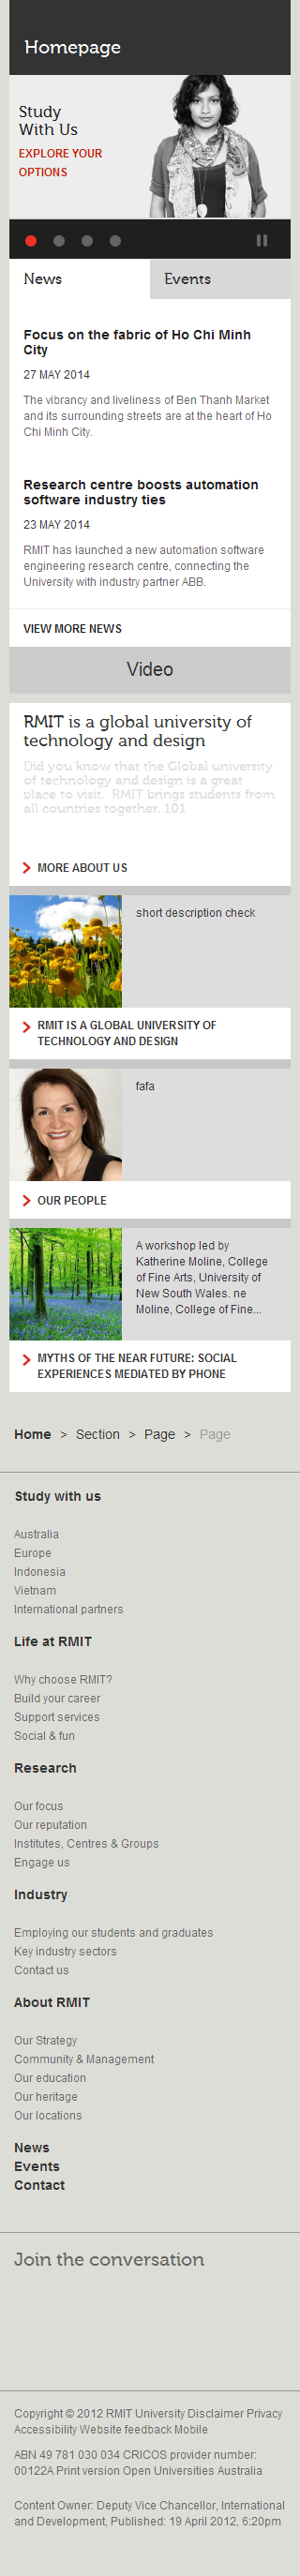 Homepage
Study
With Us
EXPLORE YOUR
OPTIONS
News
Events
Focus on the fabric of Ho Chi Minh
City
27 MAY 2014
The vibrancy and liveliness of Ben Thanh Market
and its surrounding streets are at the heart of Ho
Chi Minh City.
Research centre boosts automation
software industry ties
23 MAY 2014
RMIT has launched a new automation software
engineering research centre, connecting the
University with industry partner ABB.
VIEW MORE NEWS
Video
RMIT is a global university of
technology and design
Did you know that the Global university
of technology and design is a great
place to visit.  RMIT brings students from
all countries together. 101
MORE ABOUT US
short description check
RMIT IS A GLOBAL UNIVERSITY OF
TECHNOLOGY AND DESIGN
fafa
OUR PEOPLE
A workshop led by
Katherine Moline, College
of Fine Arts, University of
New South Wales. ne
Moline, College of Fine...
MYTHS OF THE NEAR FUTURE: SOCIAL
EXPERIENCES MEDIATED BY PHONE
Home > Section > Page > Page
Study with us
Australia
Europe
Indonesia
Vietnam
International partners
Life at RMIT
Why choose RMIT?
Build your career
Support services
Social & fun
Research
Our focus
Our reputation
Institutes, Centres & Groups
Engage us
Industry
Employing our students and graduates
Key industry sectors
Contact us
About RMIT
Our Strategy
Community & Management
Our education
Our heritage
Our locations
News
Events
Contact
Join the conversation
Copyright © 2012 RMIT University Disclaimer Privacy
Accessibility Website feedback Mobile
ABN 49 781 030 034 CRICOS provider number:
00122A Print version Open Universities Australia
Content Owner: Deputy Vice Chancellor, International
and Development, Published: 19 April 2012, 6:20pm